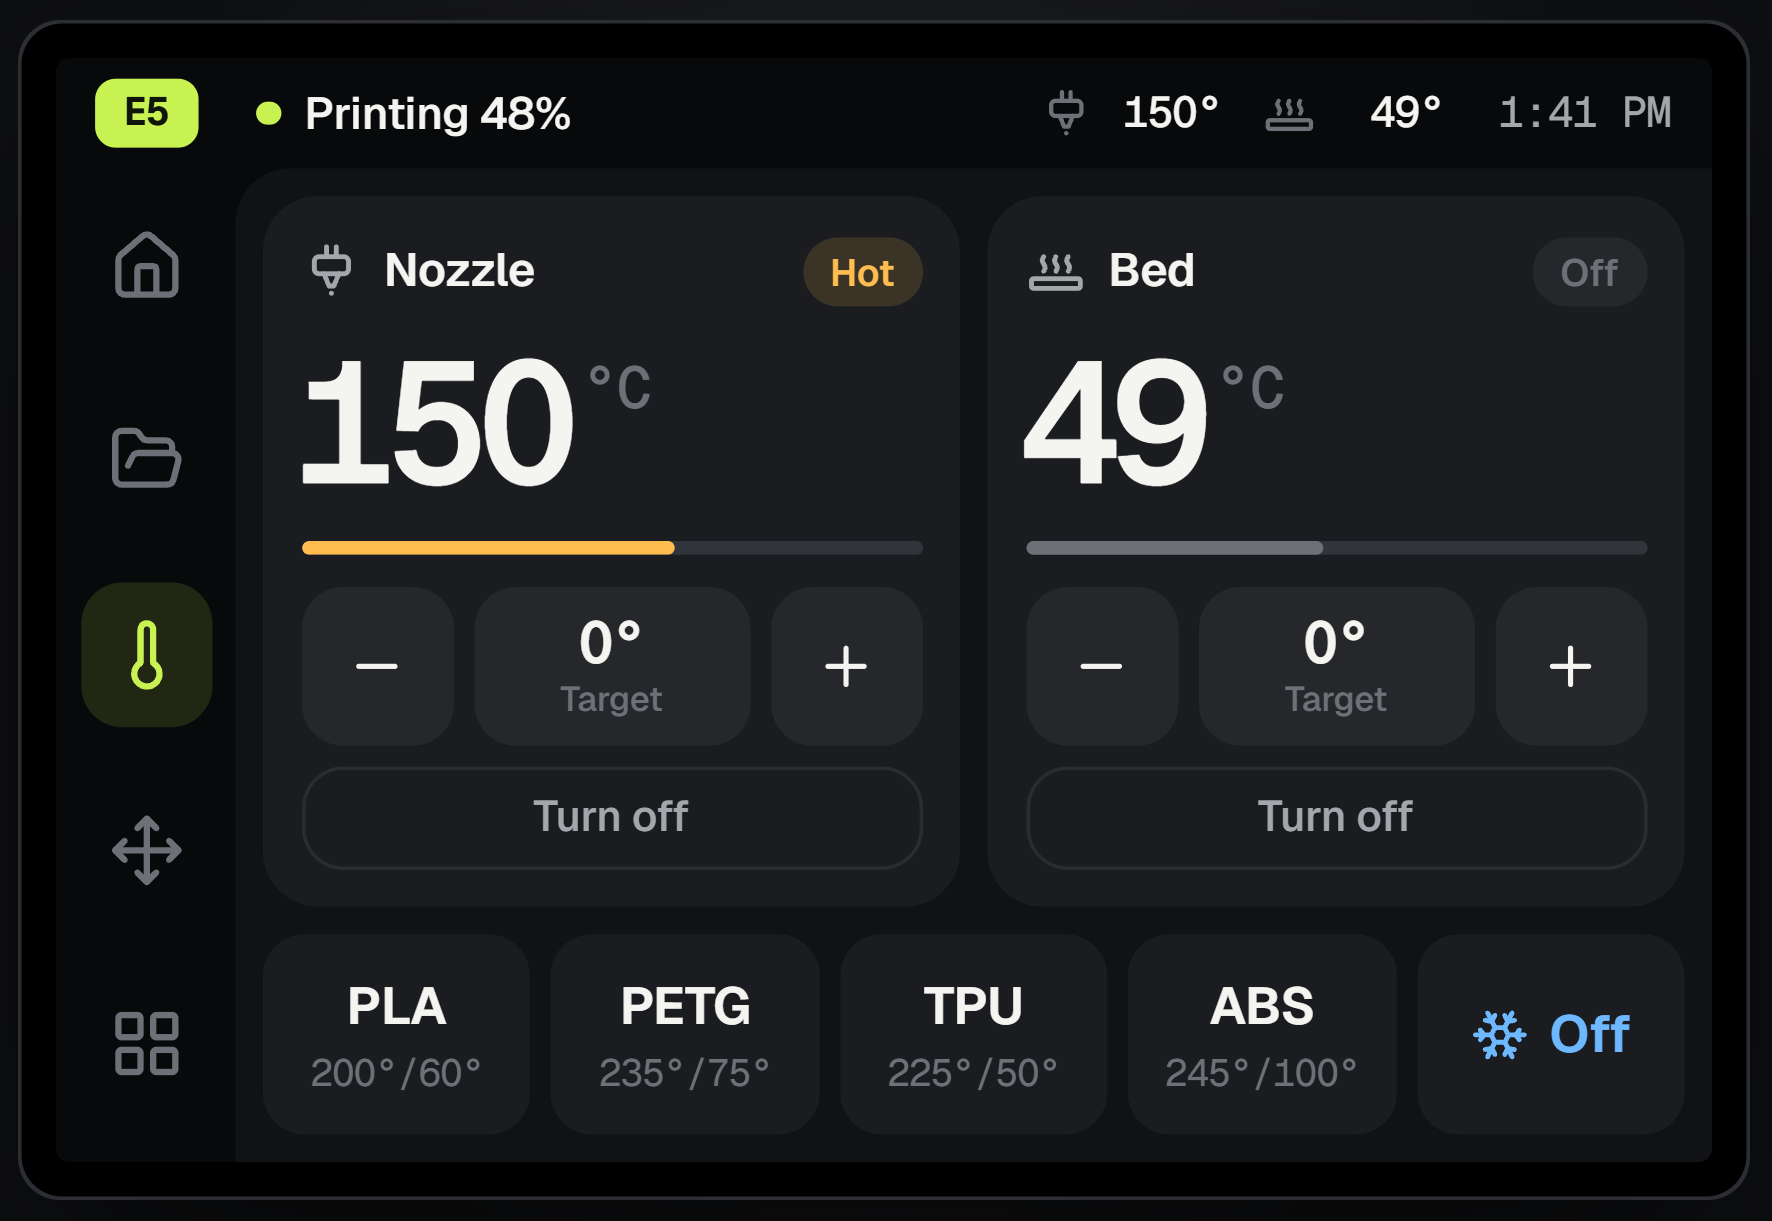 E5
Printing 48%
150° 49° 1:41 PM
Nozzle
Hot
150 °C
0°
Target
Turn off
Bed
Off
49 °C
0°
Target
Turn off
PLA
200°/60°
PETG
235°/75°
TPU
225°/50°
ABS
245°/100°
Off